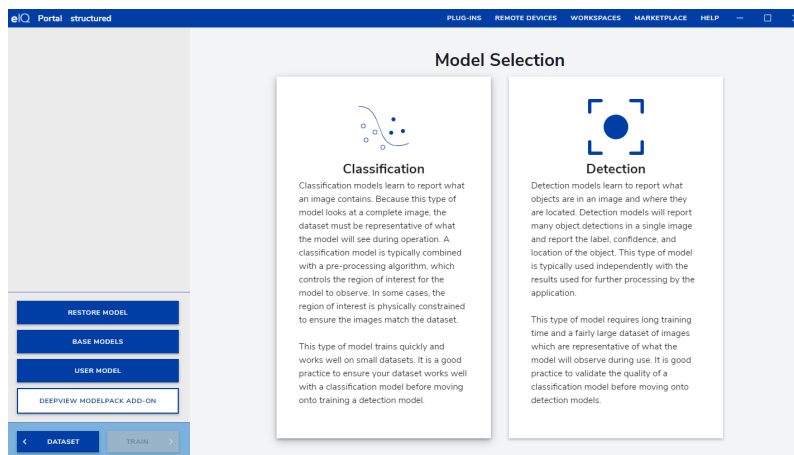 eIQ Portal structured PLUG-INS REMOTE DEVICES WORKSPACES MARKETPLACE HELP
Model Selection
Classification
Classification models learn to report what
an image contains. Because this type of
model looks at a complete image, the
dataset must be representative of what
the model will see during operation. A
classification model is typically combined
with a pre-processing algorithm, which
controls the region of interest for the
model to observe. In some cases, the
region of interest is physically constrained
to ensure the images match the dataset.
This type of model trains quickly and
works well on small datasets. It is a good
practice to ensure your dataset works well
with a classification model before moving
onto training a detection model.
Detection
Detection models learn to report what
objects are in an image and where they
are located. Detection models will report
many object detections in a single image
and report the label, confidence, and
location of the object. This type of model
is typically used independently with the
results used for further processing by the
application.
This type of model requires long training
time and a fairly large dataset of images
which are representative of what the
model will observe during use. It is good
practice to validate the quality of a
classification model before moving onto
detection models.
RESTORE MODEL
BASE MODELS
USER MODEL
DEEPVIEW MODELPACK ADD-ON
DATASET
TRAIN